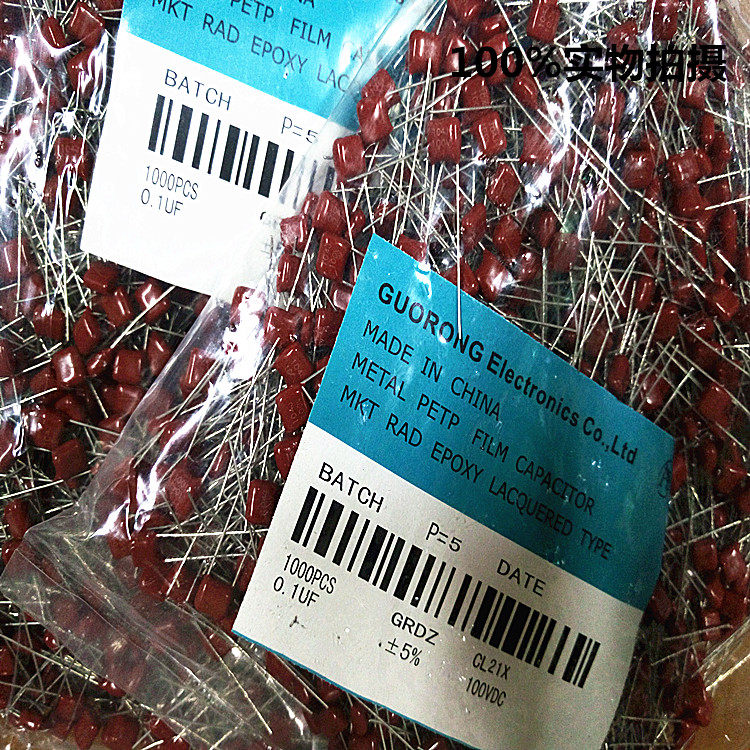 100%实物拍摄
PETP FILM
MKT RAD EPOXY LAC
BATCH
P=5
1000PCS
0.1UF
GUORONG Electronics Co.,Ltd
MADE IN CHINA
METAL PETP FILM CAPACITOR
MKT RAD EPOXY LACQUERED TYPE
BATCH P=5 DATE
1000PCS GRDZ CL21X
0.1UF ±5% 100VDC